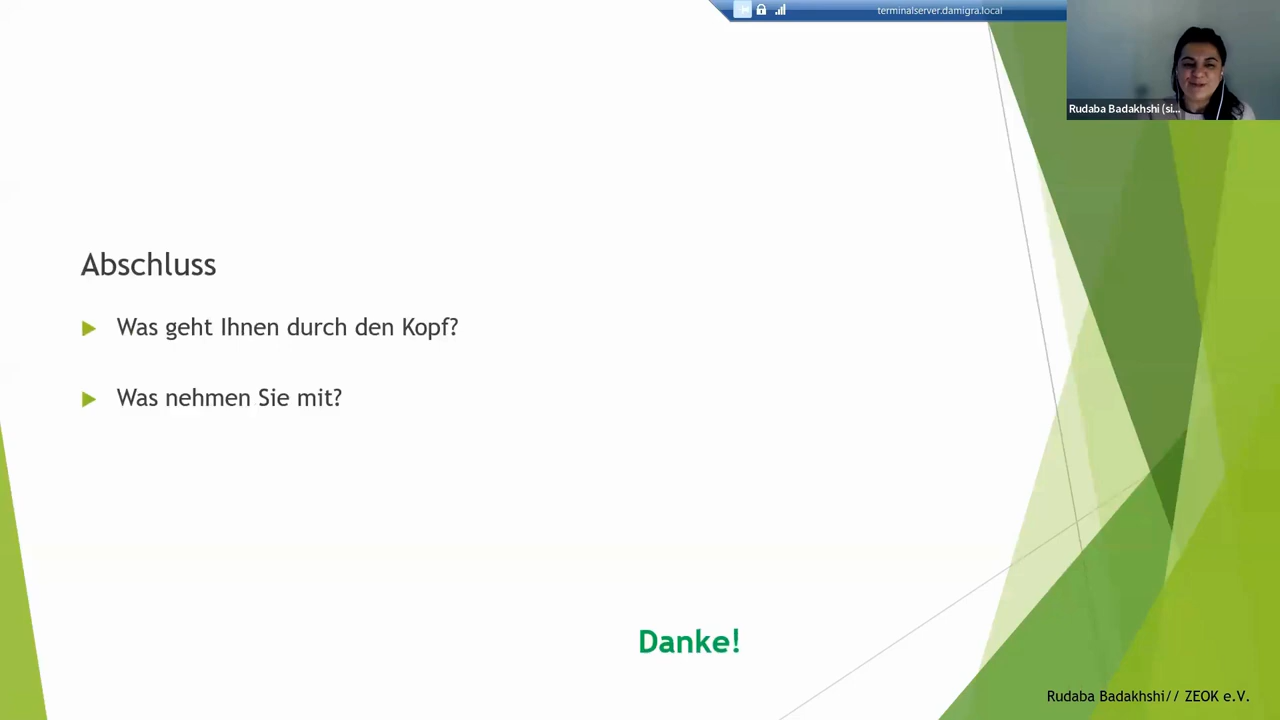 terminalserver.damigra.local
Rudaba Badakhshi (si...
Abschluss
Was geht Ihnen durch den Kopf?
Was nehmen Sie mit?
Danke!
Rudaba Badakhshi// ZEOK e.V.